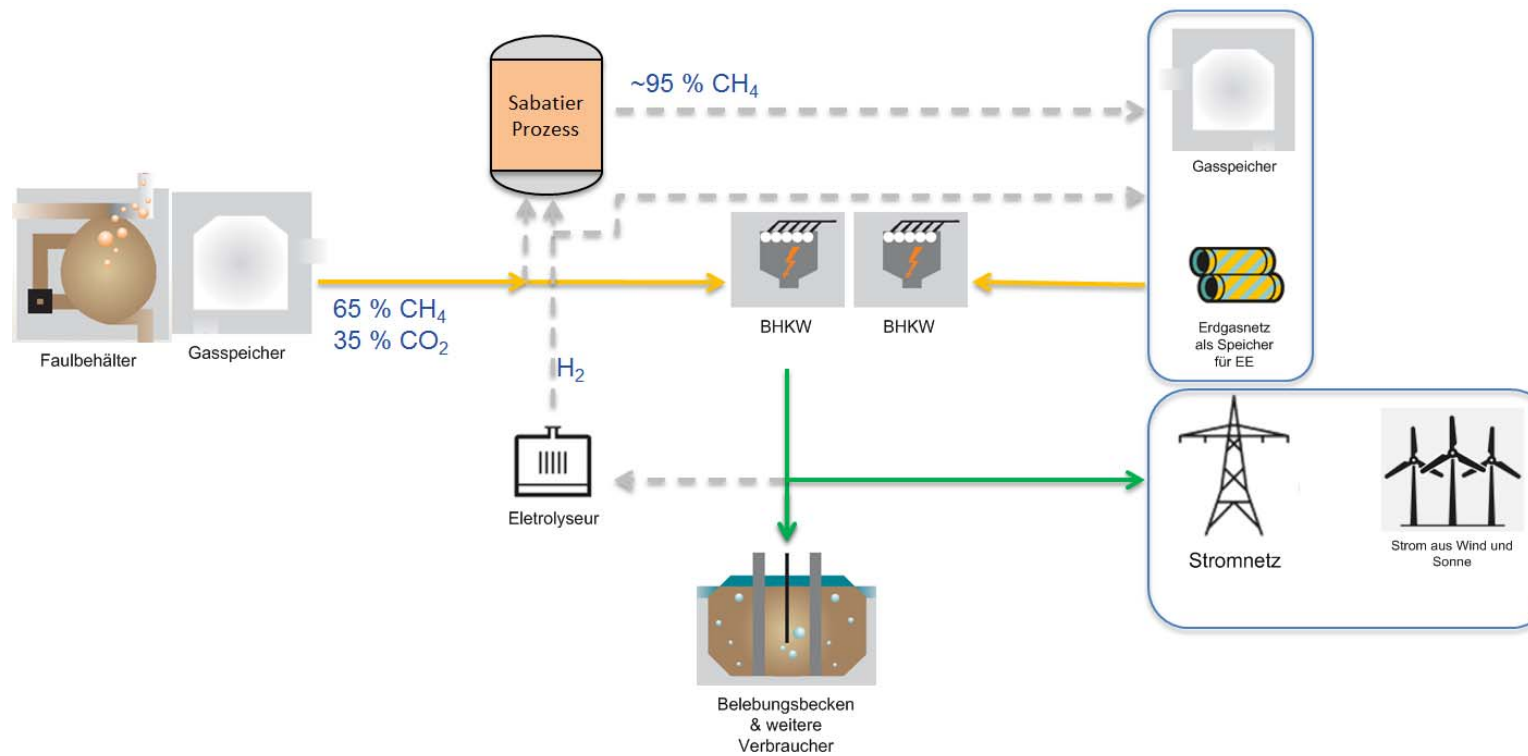 Sabatier
Prozess
~95 % CH₄
Gasspeicher
Faulbehälter
Gasspeicher
65 % CH₄
35 % CO₂
BHKW
BHKW
Erdgasnetz
als Speicher
für EE
H₂
Eletrolyseur
Stromnetz
Strom aus Wind und
Sonne
Belebungsbecken
& weitere
Verbraucher